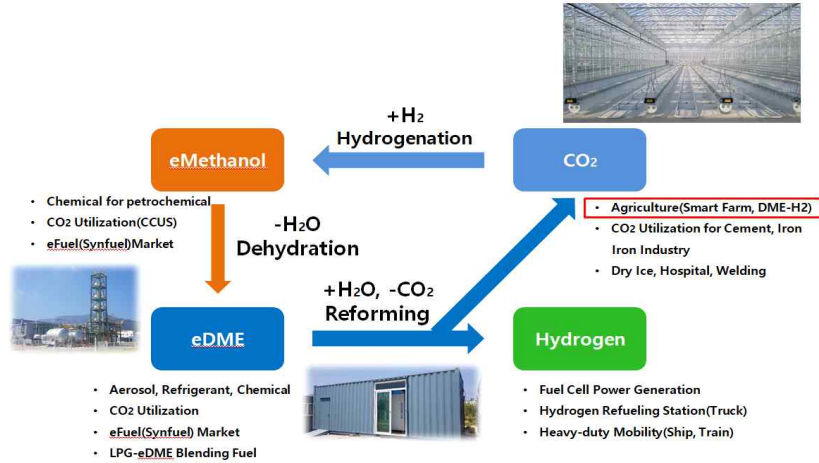 +H₂
Hydrogenation
eMethanol
CO₂
• Chemical for petrochemical
• CO2 Utilization(CCUS)
• eFuel(Synfuel)Market
-H₂O
Dehydration
• Agriculture(Smart Farm, DME-H2)
• CO2 Utilization for Cement, Iron
Iron Industry
• Dry Ice, Hospital, Welding
+H₂O, -CO₂
Reforming
eDME
Hydrogen
• Aerosol, Refrigerant, Chemical
• CO2 Utilization
• eFuel(Synfuel) Market
• LPG-eDME Blending Fuel
• Fuel Cell Power Generation
• Hydrogen Refueling Station(Truck)
• Heavy-duty Mobility(Ship, Train)